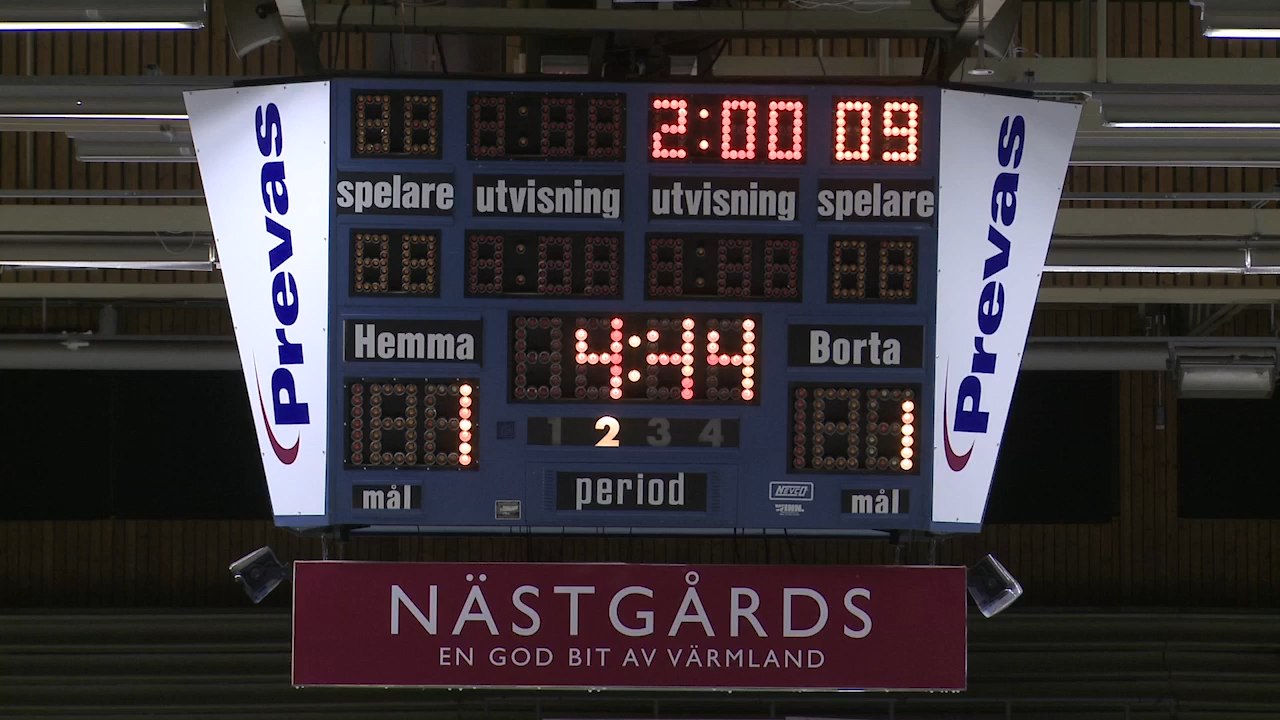 2:00 09
spelare utvisning utvisning spelare
Hemma 4:44 Borta
1 1 2 3 4 1
mål period NEVCO mål
Prevas
Prevas
NÄSTGÅRDS
EN GOD BIT AV VÄRMLAND